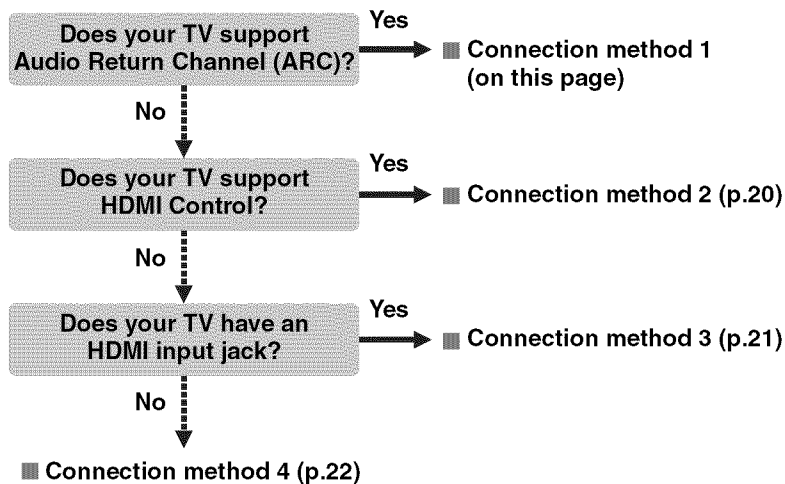 Does your TV support
Audio Return Channel (ARC)?
Yes
Connection method 1
(on this page)
No
Does your TV support
HDMI Control?
Yes
Connection method 2 (p.20)
No
Does your TV have an
HDMI input jack?
Yes
Connection method 3 (p.21)
No
Connection method 4 (p.22)